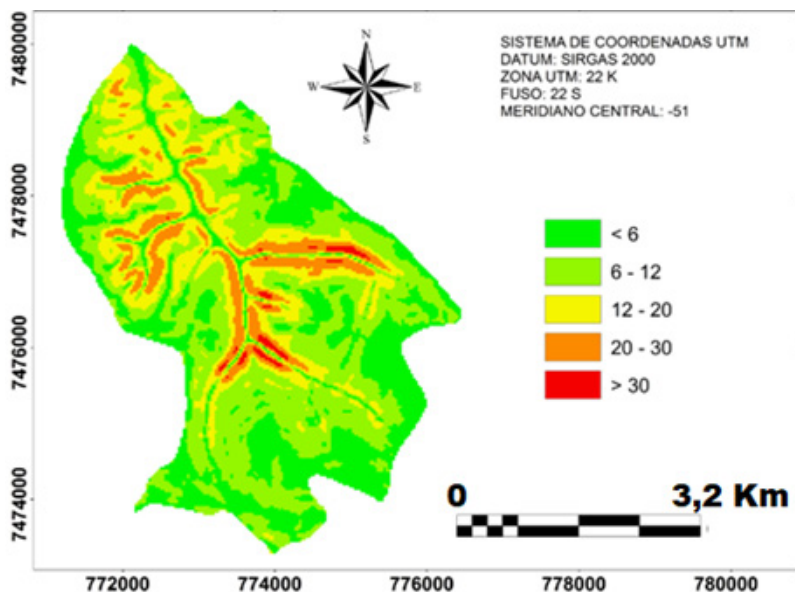 7480000
7478000
7476000
7474000
N
W
E
S
SISTEMA DE COORDENADAS UTM
DATUM: SIRGAS 2000
ZONA UTM: 22 K
FUSO: 22 S
MERIDIANO CENTRAL: -51
< 6
6 - 12
12 - 20
20 - 30
> 30
0 3,2 Km
772000 774000 776000 778000 780000